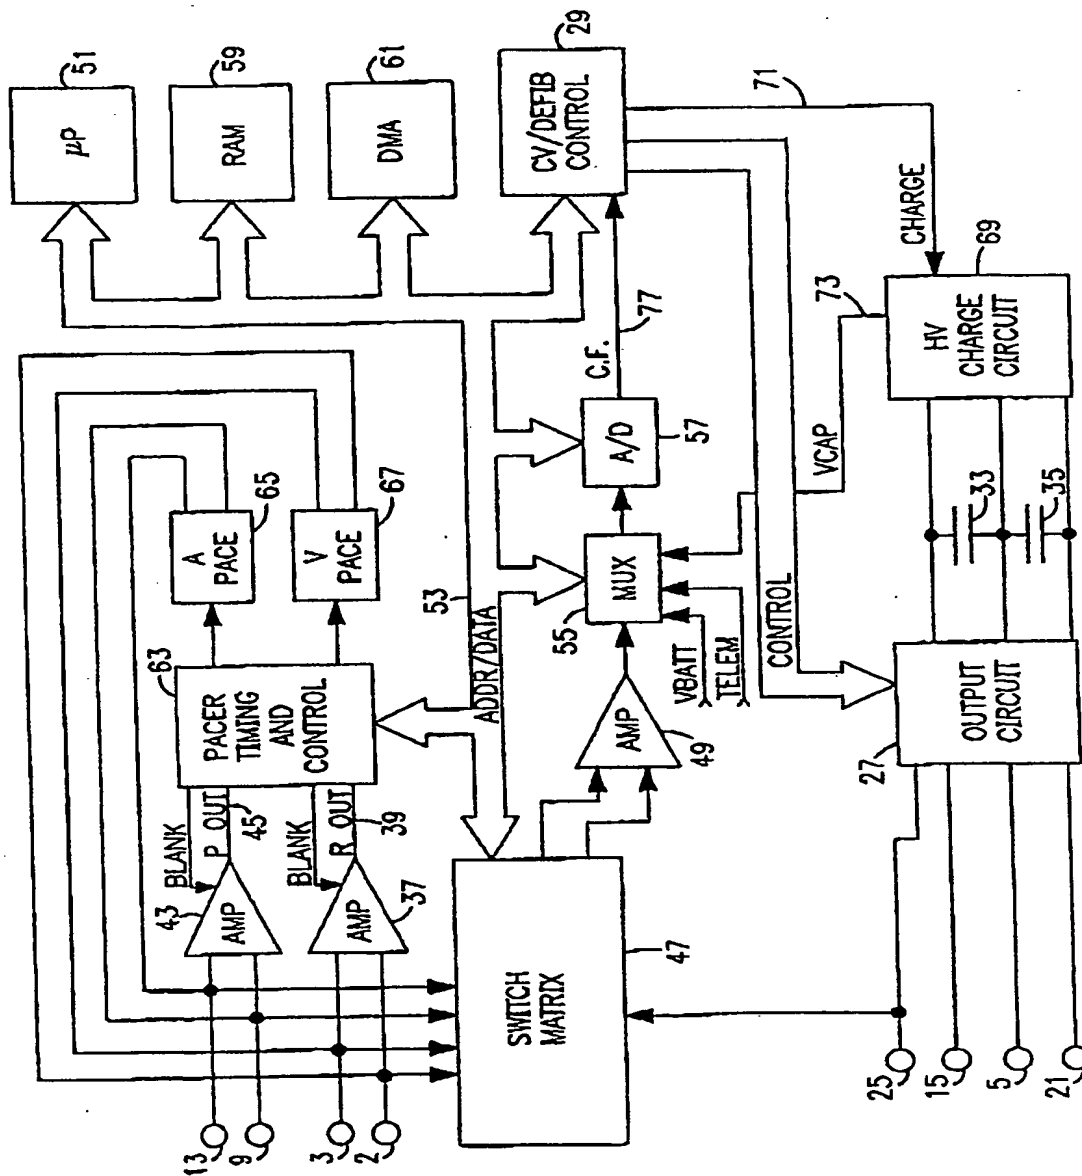 μP
51
RAM
59
DMA
61
CV/DEFIB
CONTROL
29
71
CHARGE
A
PACE
65
V
PACE
67
63
PACER
TIMING
AND
CONTROL
BLANK
P OUT
45
BLANK
R OUT
39
43
AMP
AMP
37
13
9
3
2
53
ADDR/DATA
C.F.
77
A/D
57
MUX
55
VBATT
TELEM
CONTROL
VCAP
73
AMP
49
SWITCH
MATRIX
47
HV
CHARGE
CIRCUIT
69
33
35
OUTPUT
CIRCUIT
27
25
15
5
21